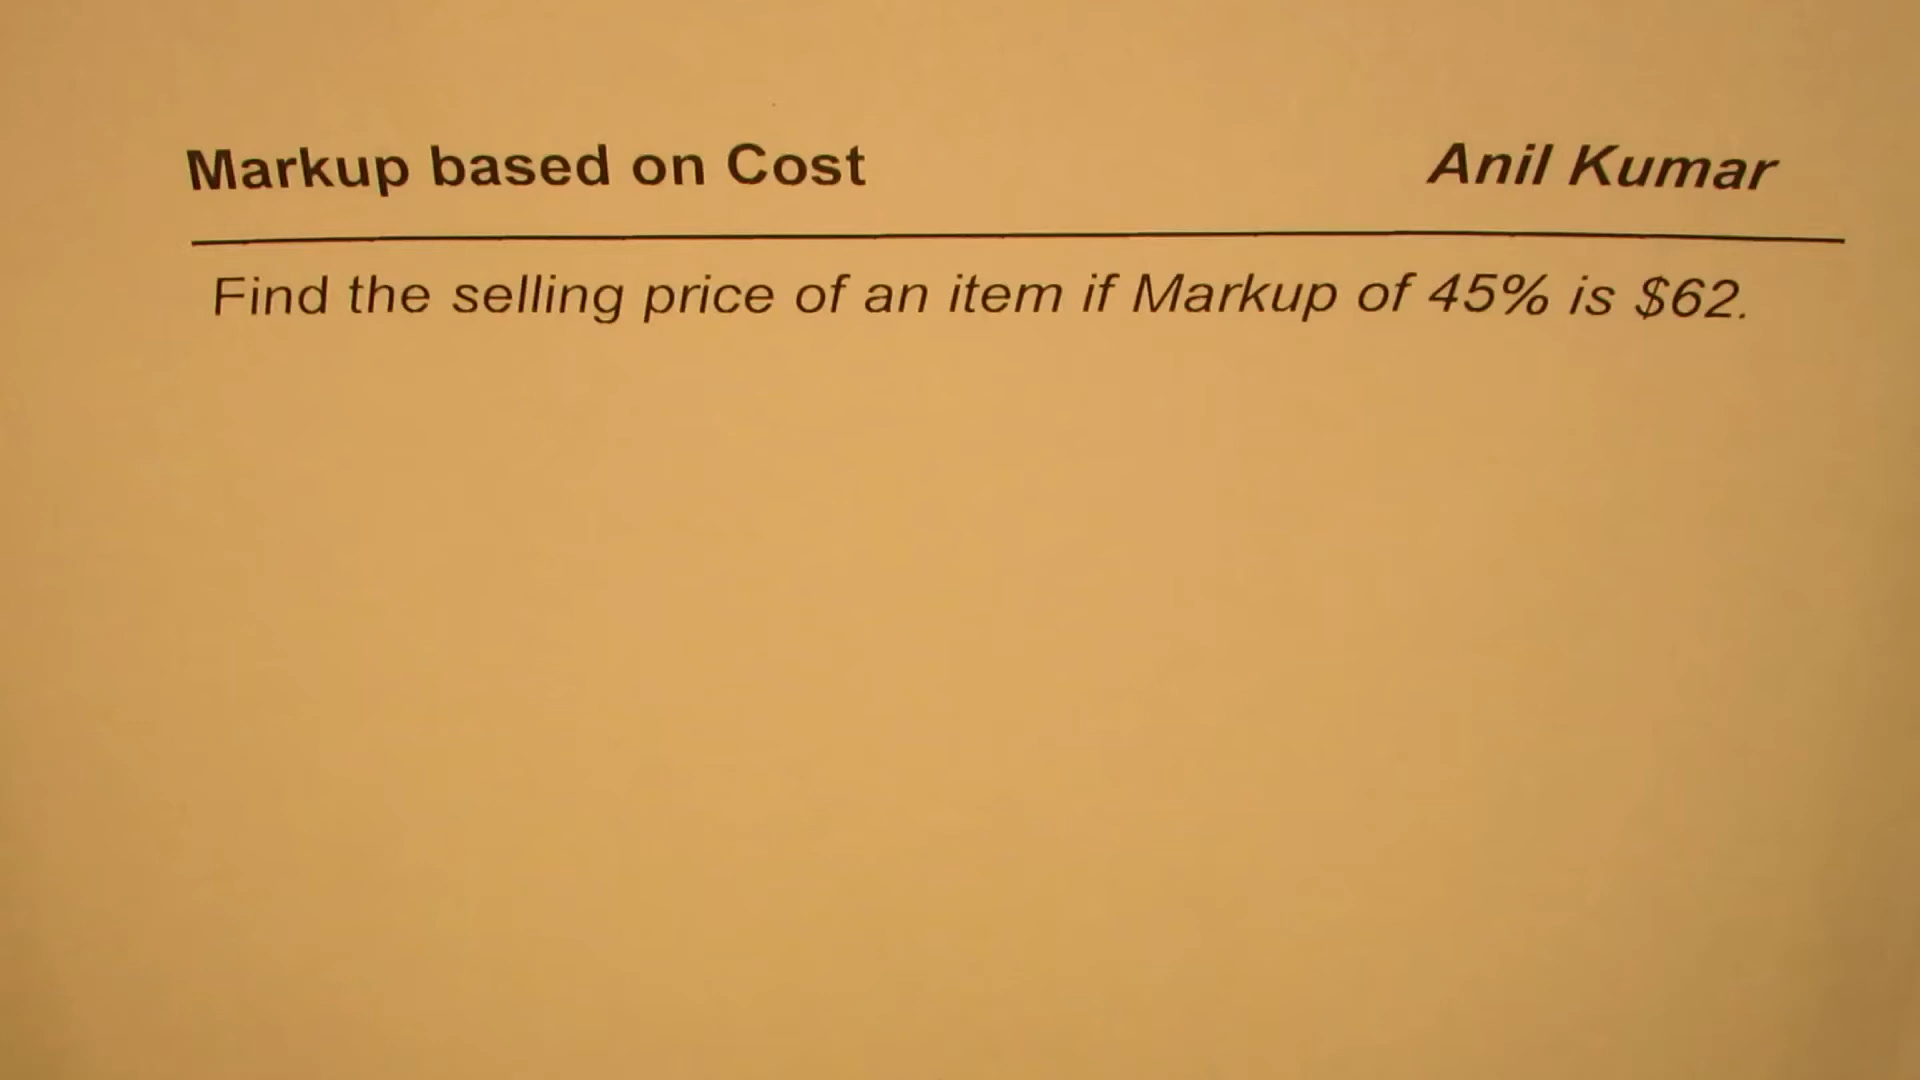 Markup based on Cost Anil Kumar
Find the selling price of an item if Markup of 45% is $62.